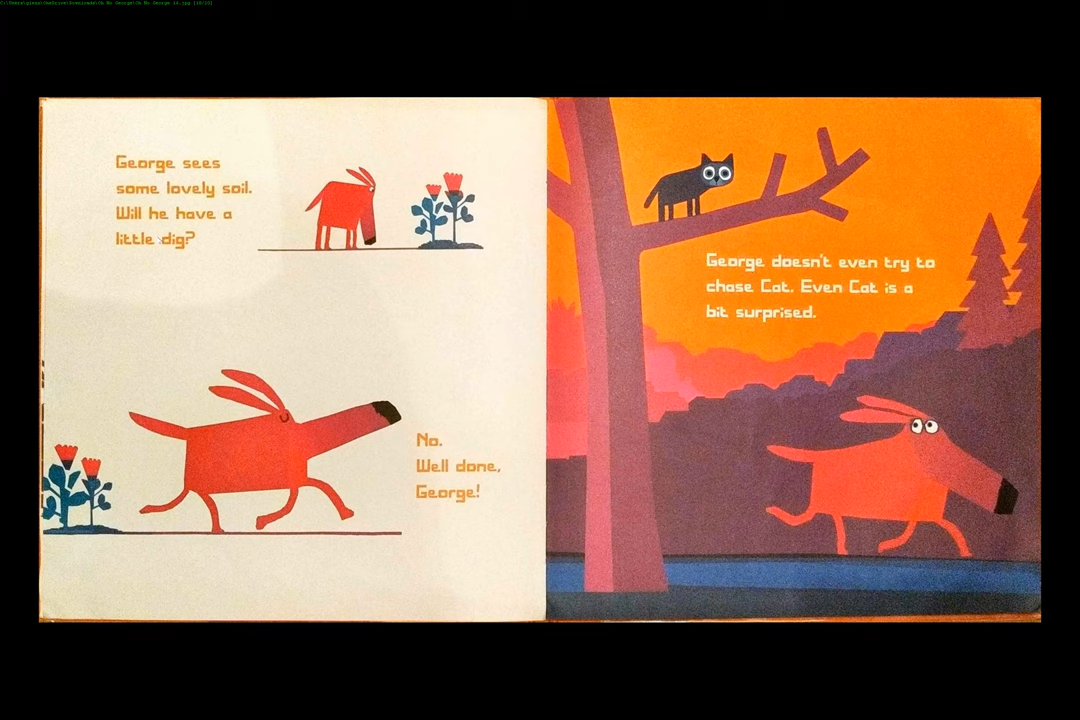 George sees
some lovely soil.
Will he have a
little dig?
No.
Well done,
George!
George doesn't even try to
chase Cat. Even Cat is a
bit surprised.